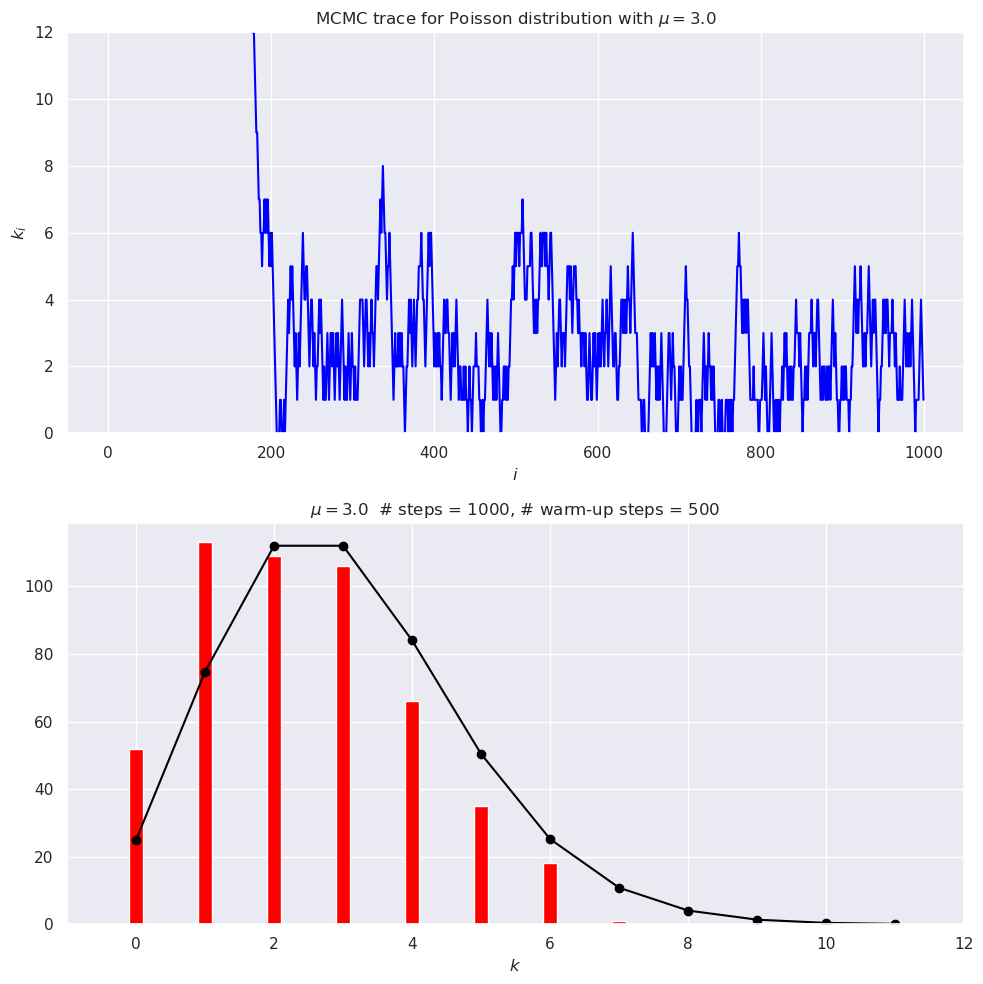 MCMC trace for Poisson distribution with μ = 3.0
12
10
8
6
4
2
0
kᵢ
0 200 400 600 800 1000
i
μ = 3.0 # steps = 1000, # warm-up steps = 500
100
80
60
40
20
0
0 2 4 6 8 10 12
k